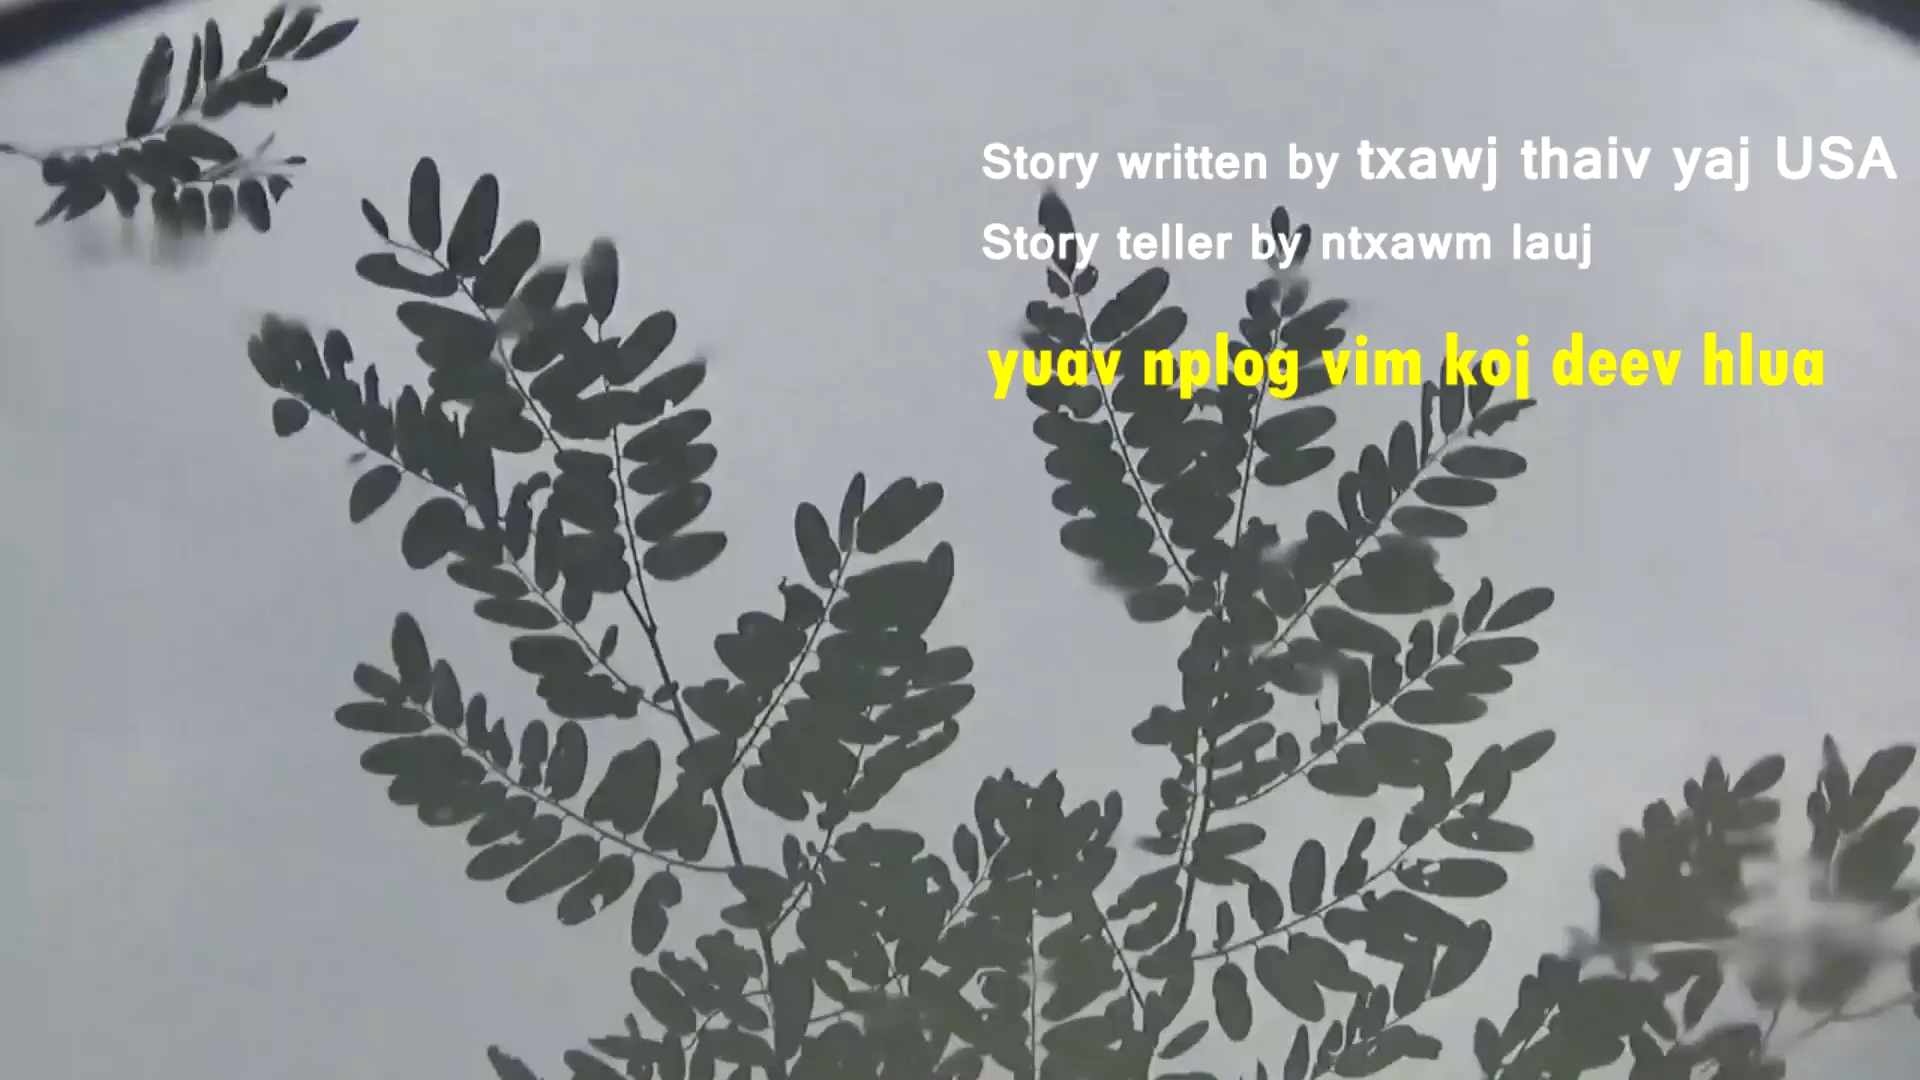 Story written by txawj thaiv yaj USA
Story teller by ntxawm lauj
yuav nplog vim koj deev hlua